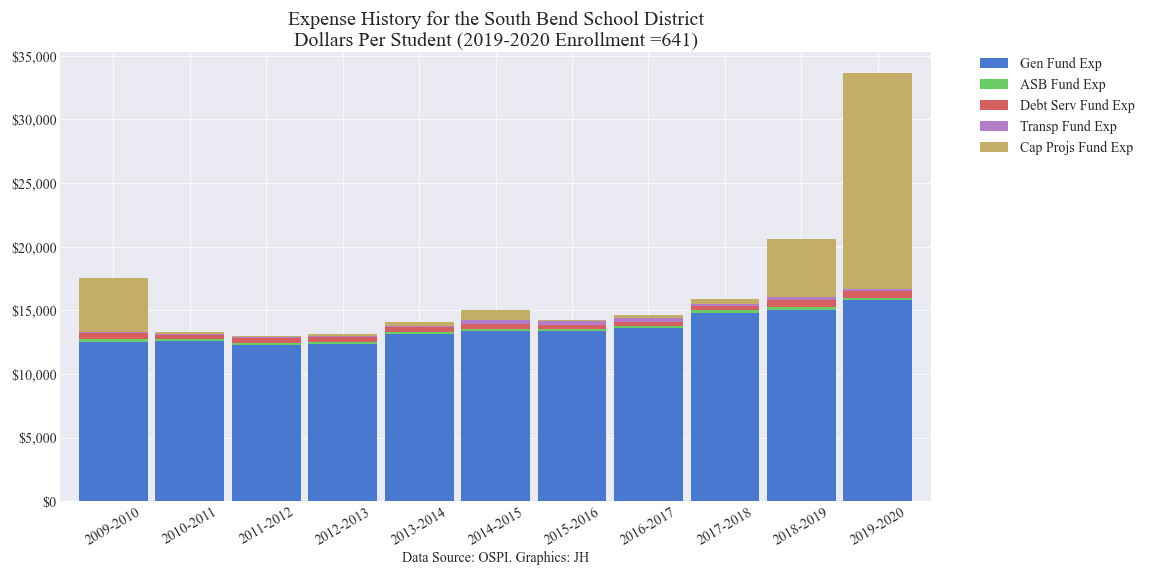 Expense History for the South Bend School District
Dollars Per Student (2019-2020 Enrollment =641)
$35,000
$30,000
$25,000
$20,000
$15,000
$10,000
$5,000
$0
Gen Fund Exp
ASB Fund Exp
Debt Serv Fund Exp
Transp Fund Exp
Cap Projs Fund Exp
2009-2010
2010-2011
2011-2012
2012-2013
2013-2014
2014-2015
2015-2016
2016-2017
2017-2018
2018-2019
2019-2020
Data Source: OSPI. Graphics: JH